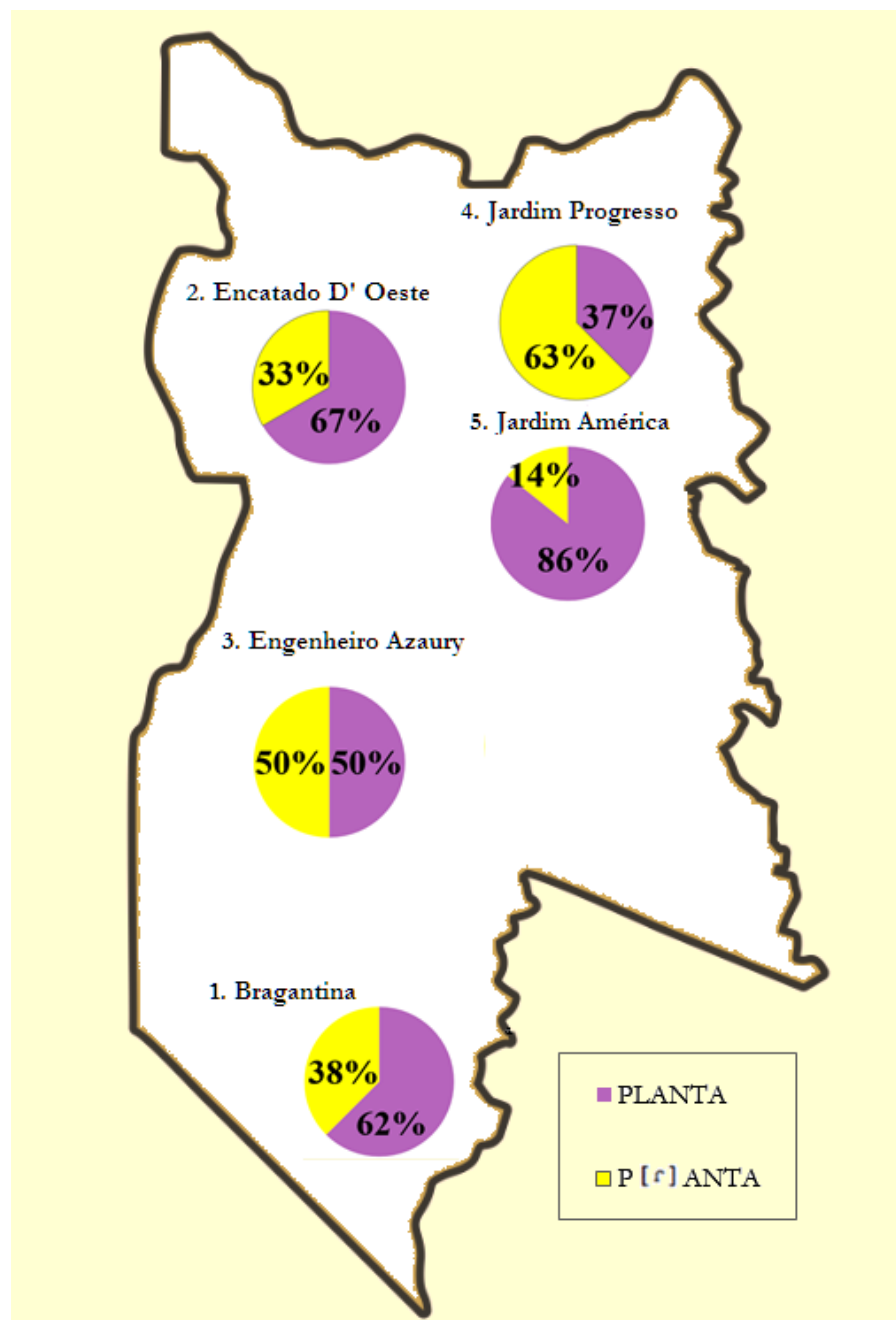 4. Jardim Progresso
37%
63%
2. Encatado D' Oeste
33%
67%
5. Jardim América
14%
86%
3. Engenheiro Azaury
50% 50%
1. Bragantina
38%
62%
PLANTA
P [ɾ] ANTA